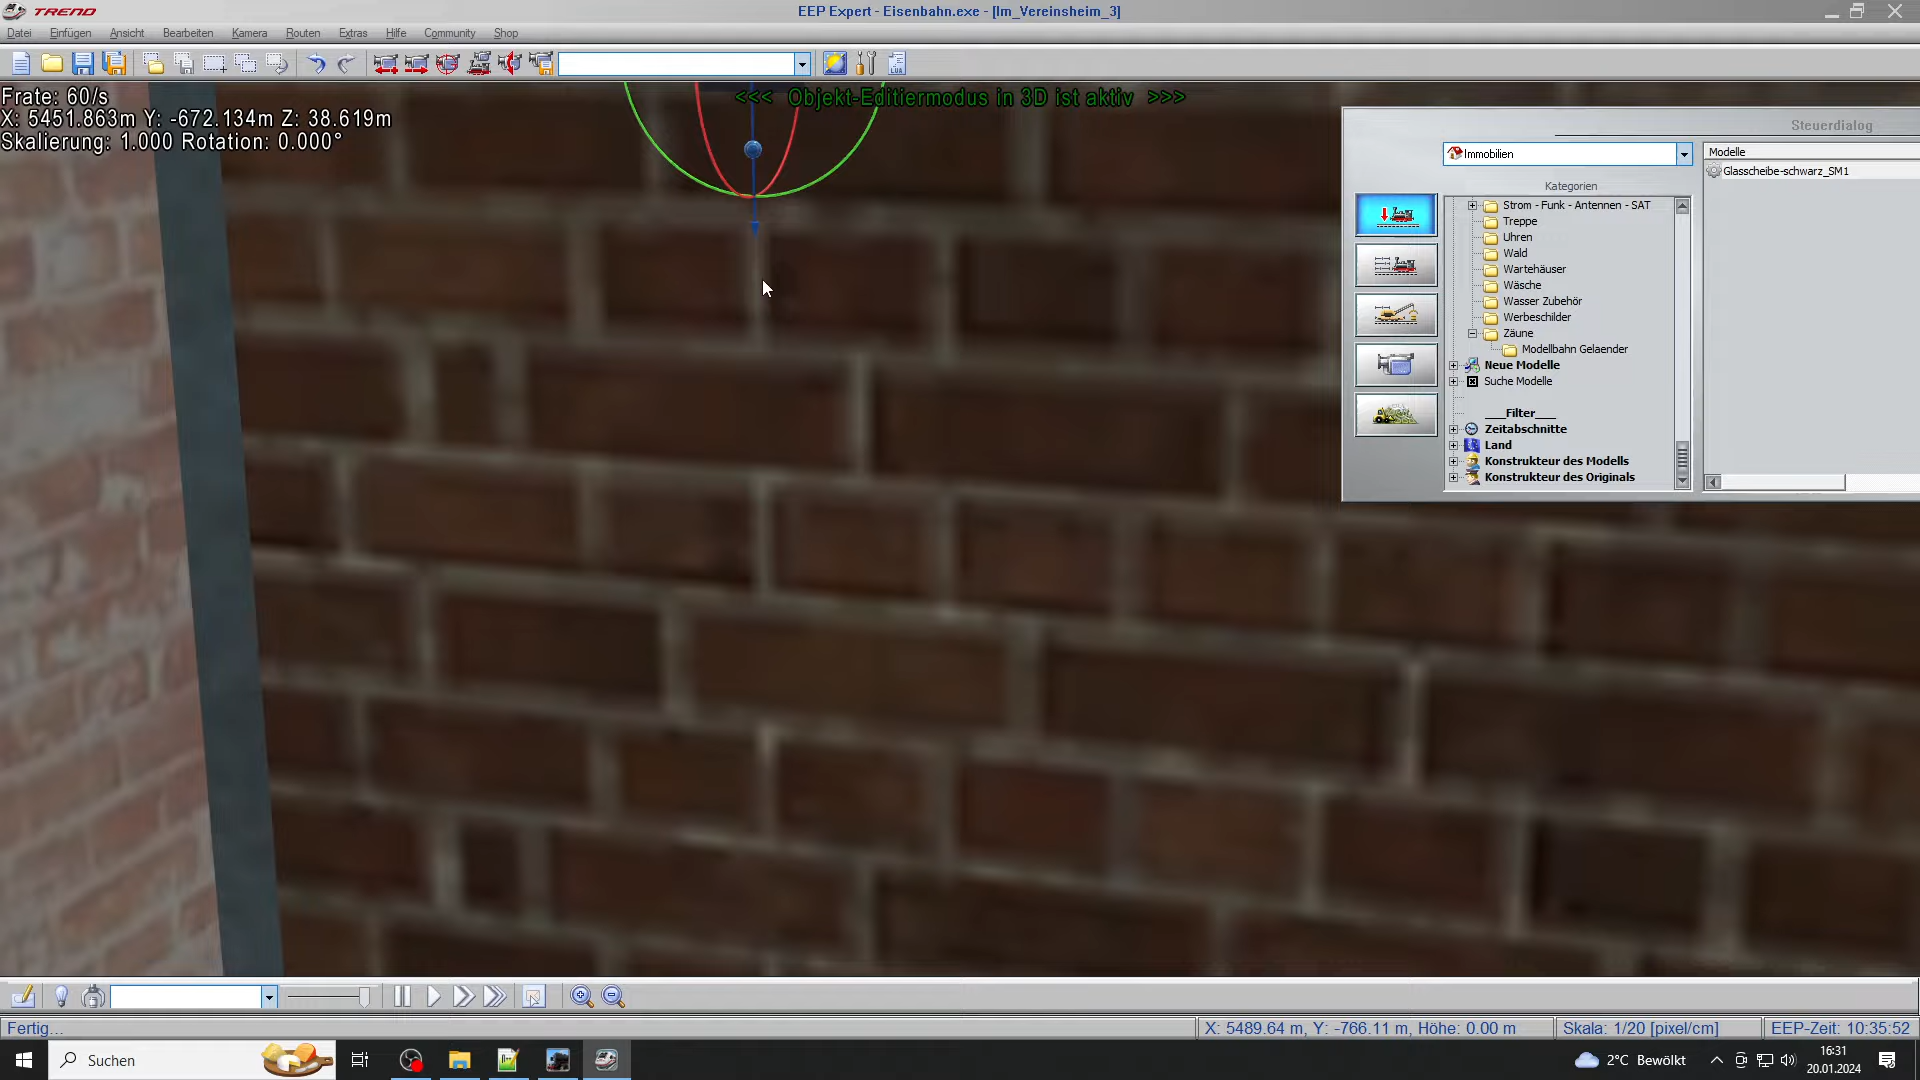 TREND
EEP Expert - Eisenbahn.exe - [Im_Vereinsheim_3]
Datei Einfügen Ansicht Bearbeiten Kamera Routen Extras Hilfe Community Shop
LUA
Frate: 60/s
<<< Objekt-Editiermodus in 3D ist aktiv >>>
X: 5451.863m Y: -672.134m Z: 38.619m
Skalierung: 1.000 Rotation: 0.000°
Steuerdialog
Immobilien
Modelle
Glasscheibe-schwarz_SM1
Kategorien
Strom - Funk - Antennen - SAT
Treppe
Uhren
Wald
Wartehäuser
Wäsche
Wasser Zubehör
Werbeschilder
Zäune
Modellbahn Gelaender
Neue Modelle
Suche Modelle
___Filter___
Zeitabschnitte
Land
Konstrukteur des Modells
Konstrukteur des Originals
Fertig...
X: 5489.64 m, Y: -766.11 m, Höhe: 0.00 m
Skala: 1/20 [pixel/cm]
EEP-Zeit: 10:35:52
Suchen
2°C Bewölkt
16:31
20.01.2024